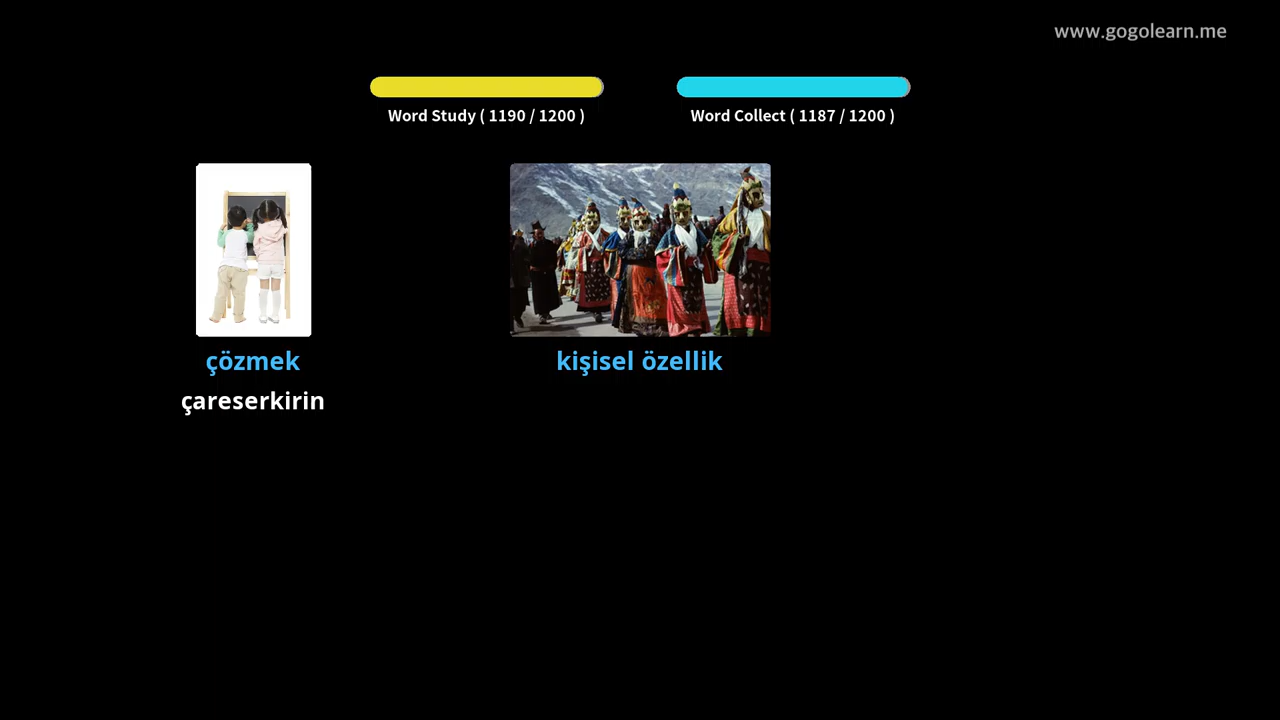 www.gogolearn.me
Word Study ( 1190 / 1200 )
Word Collect ( 1187 / 1200 )
çözmek
kişisel özellik
çareserkirin